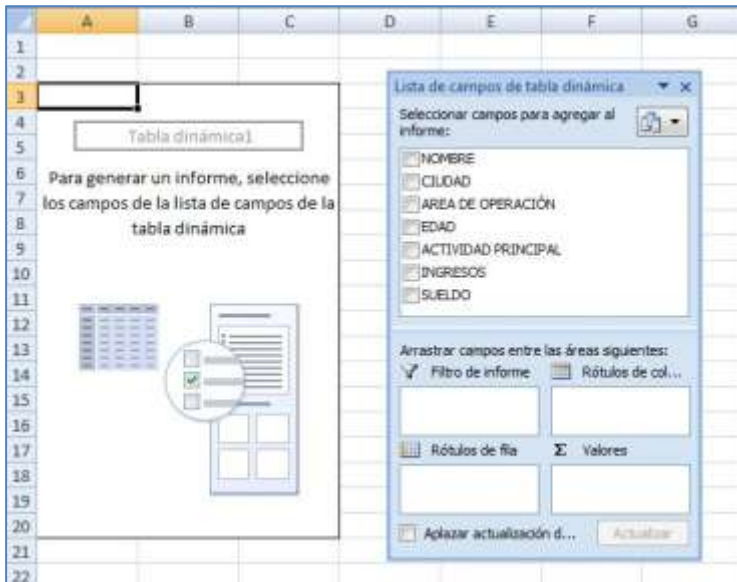 A B C D E F G
1
2
3
4
5
6
7
8
9
10
11
12
13
14
15
16
17
18
19
20
21
22
Tabla dinámica1
Para generar un informe, seleccione
los campos de la lista de campos de la
tabla dinámica
Lista de campos de tabla dinámica
Seleccionar campos para agregar al
informe:
NOMBRE
CIUDAD
AREA DE OPERACIÓN
EDAD
ACTIVIDAD PRINCIPAL
INGRESOS
SUELDO
Arrastrar campos entre las áreas siguientes:
Filtro de informe Rótulos de col...
Rótulos de fila Σ Valores
Aplazar actualización d... Actualizar